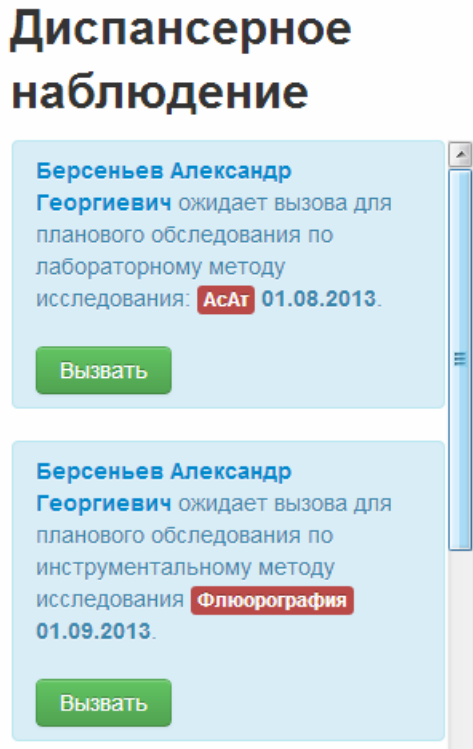 Диспансерное
наблюдение
Берсеньев Александр
Георгиевич ожидает вызова для
планового обследования по
лабораторному методу
исследования: АсАт 01.08.2013.
Вызвать
Берсеньев Александр
Георгиевич ожидает вызова для
планового обследования по
инструментальному методу
исследования Флюорография
01.09.2013.
Вызвать